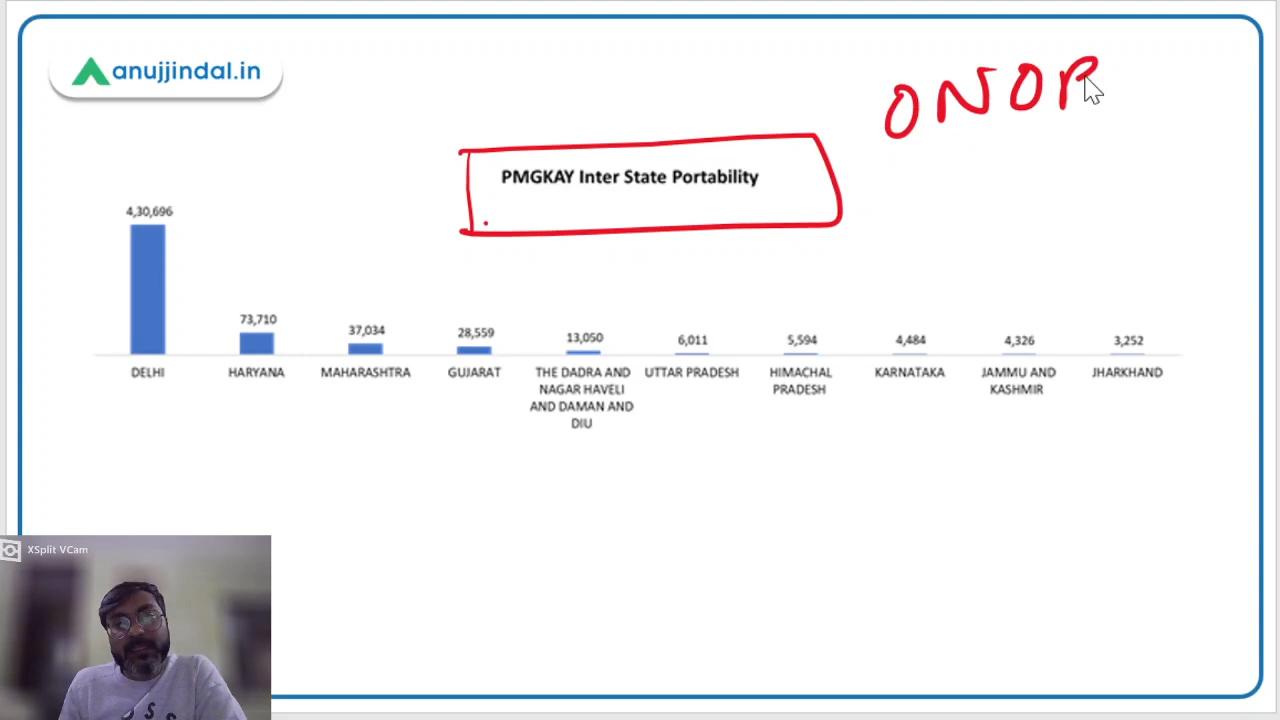 anujjindal.in
ONOR
PMGKAY Inter State Portability
4,30,696
73,710
37,034
28,559
13,050
6,011
5,594
4,484
4,326
3,252
DELHI
HARYANA
MAHARASHTRA
GUJARAT
THE DADRA AND
NAGAR HAVELI
AND DAMAN AND
DIU
UTTAR PRADESH
HIMACHAL
PRADESH
KARNATAKA
JAMMU AND
KASHMIR
JHARKHAND
XSplit VCam